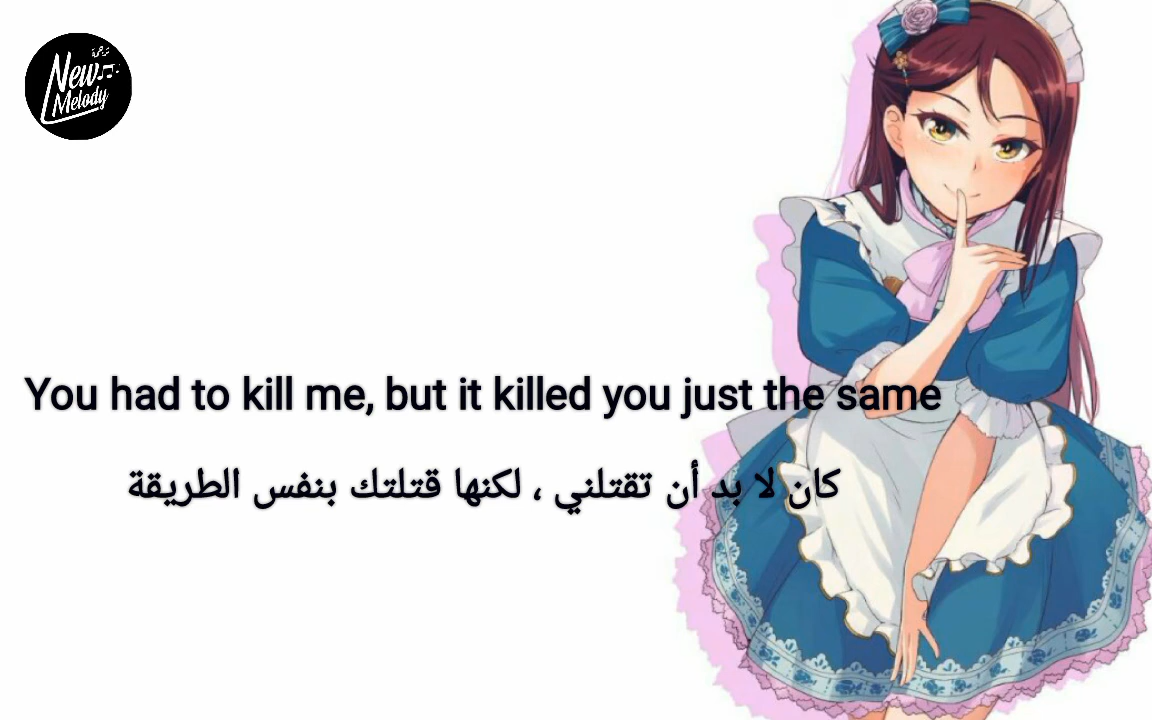 ترجمة
New
Melody
You had to kill me, but it killed you just the same
كان لا بد أن تقتلني ، لكنها قتلتك بنفس الطريقة